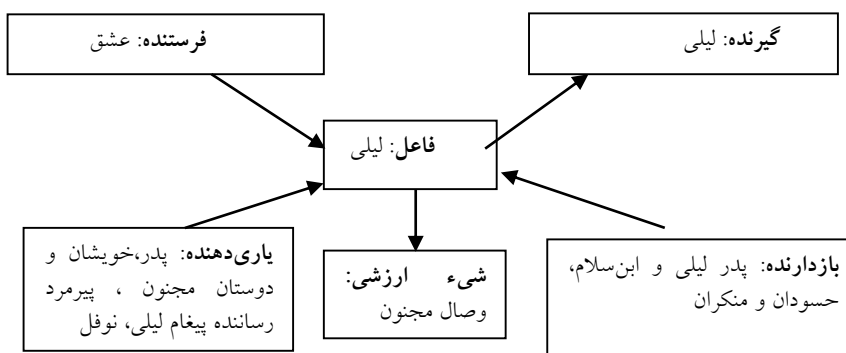 گیرنده: لیلی
فرستنده: عشق
فاعل: لیلی
بازدارنده: پدر لیلی و ابن‌سلام،
حسودان و منکران
شیء ارزشی:
وصال مجنون
یاری‌دهنده: پدر،خویشان و
دوستان مجنون ، پیرمرد
رساننده پیغام لیلی، نوفل